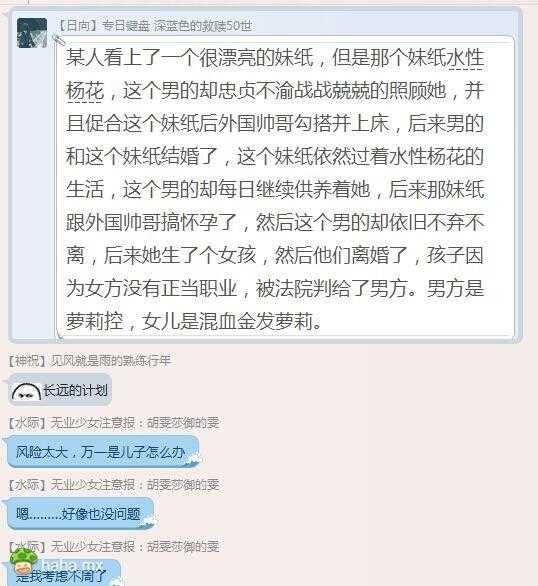 【日向】专日键盘 深蓝色的救赎50世
某人看上了一个很漂亮的妹纸，但是那个妹纸水性
杨花，这个男的却忠贞不渝战战兢兢的照顾她，并
且促合这个妹纸后外国帅哥勾搭并上床，后来男的
和这个妹纸结婚了，这个妹纸依然过着水性杨花的
生活，这个男的却每日继续供养着她，后来那妹纸
跟外国帅哥搞怀孕了，然后这个男的却依旧不弃不
离，后来她生了个女孩，然后他们离婚了，孩子因
为女方没有正当职业，被法院判给了男方。男方是
萝莉控，女儿是混血金发萝莉。
【神祝】见风就是雨的熟练行年
长远的计划
【水际】无业少女注意报：胡雯莎御的雯
风险太大，万一是儿子怎么办
【水际】无业少女注意报：胡雯莎御的雯
嗯.........好像也没问题
【水际】无业少女注意报：胡雯莎御的雯
是我考虑不周了
haha.mx